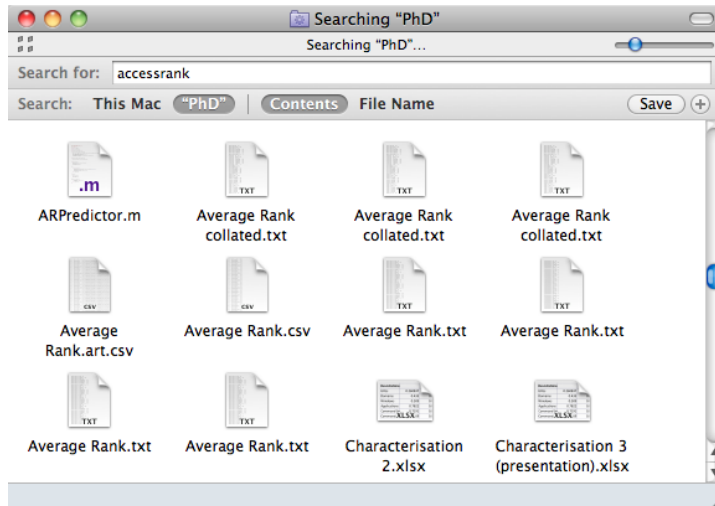 Searching “PhD”
Searching “PhD”...
Search for: accessrank
Search: This Mac “PhD” Contents File Name Save
.m TXT TXT TXT
ARPredictor.m Average Rank collated.txt Average Rank collated.txt Average Rank collated.txt
CSV CSV TXT TXT
Average Rank.art.csv Average Rank.csv Average Rank.txt Average Rank.txt
TXT TXT XLSX XLSX
Average Rank.txt Average Rank.txt Characterisation 2.xlsx Characterisation 3 (presentation).xlsx